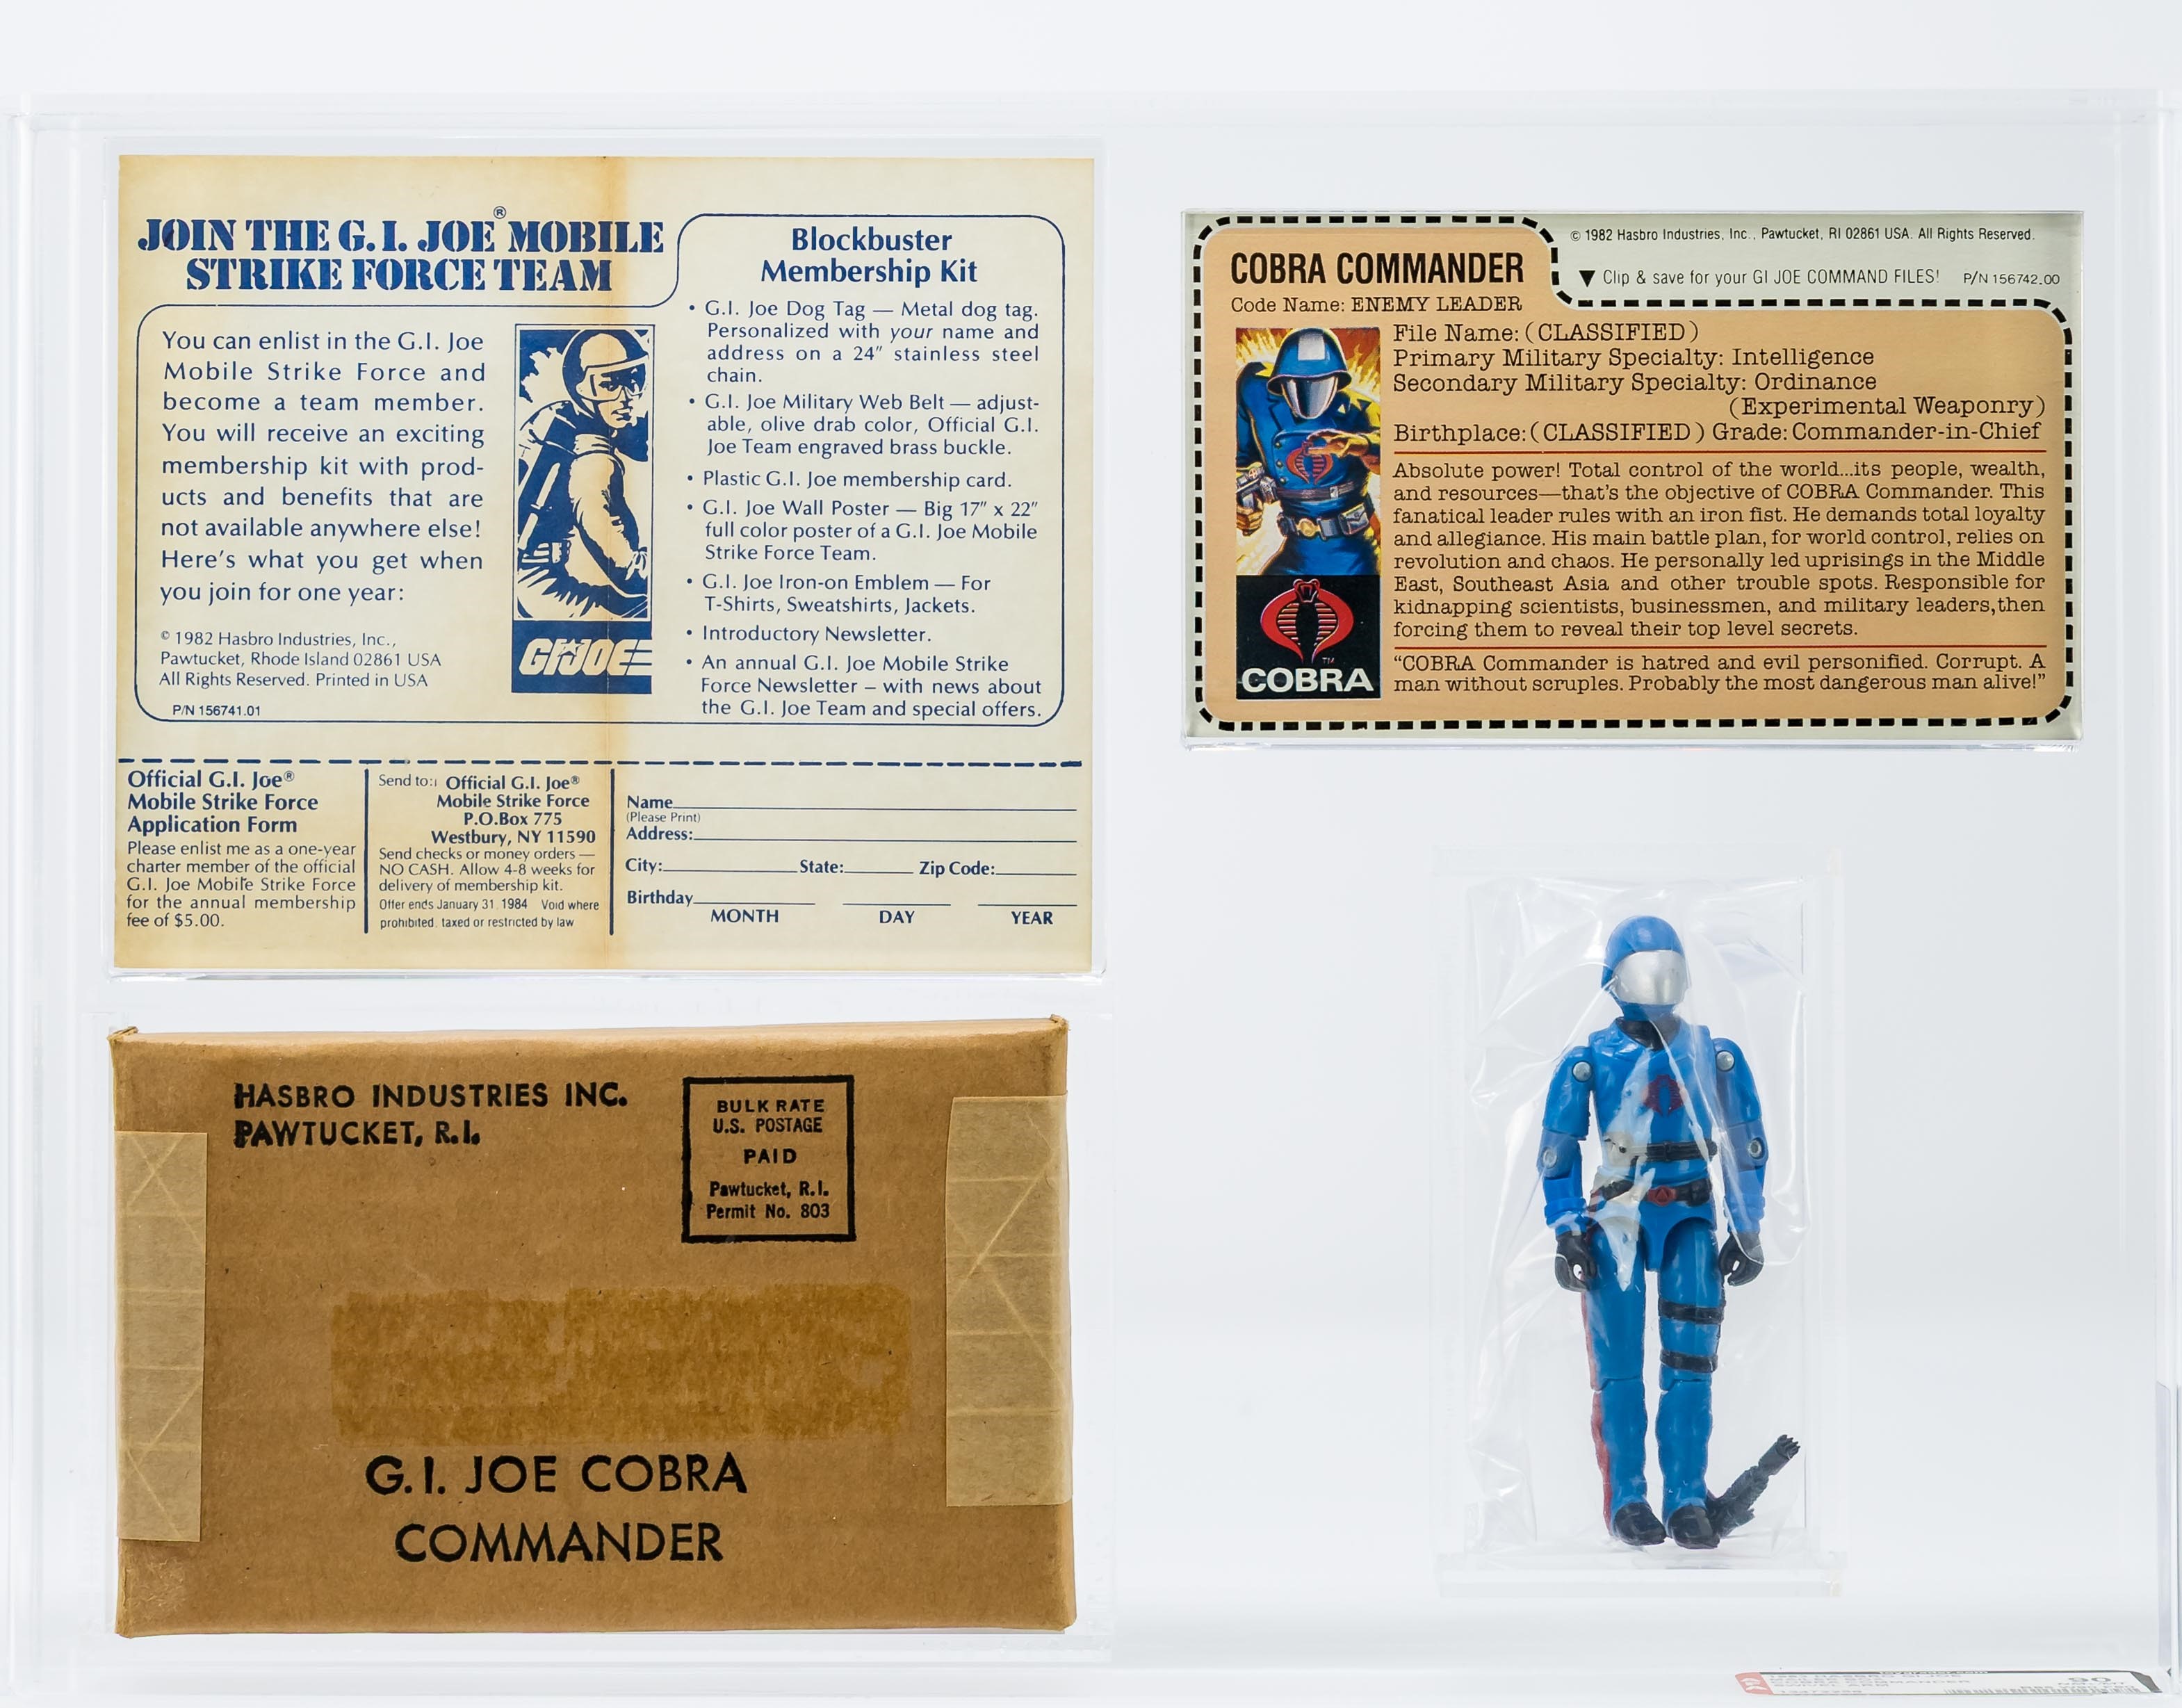 JOIN THE G.I. JOE® MOBILE
STRIKE FORCE TEAM
You can enlist in the G.I. Joe
Mobile Strike Force and
become a team member.
You will receive an exciting
membership kit with prod-
ucts and benefits that are
not available anywhere else!
Here's what you get when
you join for one year:
© 1982 Hasbro Industries, Inc.,
Pawtucket, Rhode Island 02861 USA
All Rights Reserved. Printed in USA
P/N 156741.01
GI JOE
Blockbuster
Membership Kit
• G.I. Joe Dog Tag — Metal dog tag.
Personalized with your name and
address on a 24" stainless steel
chain.
• G.I. Joe Military Web Belt — adjust-
able, olive drab color, Official G.I.
Joe Team engraved brass buckle.
• Plastic G.I. Joe membership card.
• G.I. Joe Wall Poster — Big 17" x 22"
full color poster of a G.I. Joe Mobile
Strike Force Team.
• G.I. Joe Iron-on Emblem — For
T-Shirts, Sweatshirts, Jackets.
• Introductory Newsletter.
• An annual G.I. Joe Mobile Strike
Force Newsletter – with news about
the G.I. Joe Team and special offers.
Official G.I. Joe®
Mobile Strike Force
Application Form
Please enlist me as a one-year
charter member of the official
G.I. Joe Mobile Strike Force
for the annual membership
fee of $5.00.
Send to: Official G.I. Joe®
Mobile Strike Force
P.O.Box 775
Westbury, NY 11590
Send checks or money orders —
NO CASH. Allow 4-8 weeks for
delivery of membership kit.
Offer ends January 31, 1984 Void where
prohibited, taxed or restricted by law
Name
(Please Print)
Address:
City: State: Zip Code:
Birthday
MONTH DAY YEAR
COBRA COMMANDER
Code Name: ENEMY LEADER
© 1982 Hasbro Industries, Inc., Pawtucket, RI 02861 USA. All Rights Reserved.
▼ Clip & save for your GI JOE COMMAND FILES! P/N 156742.00
File Name: (CLASSIFIED)
Primary Military Specialty: Intelligence
Secondary Military Specialty: Ordinance
(Experimental Weaponry)
Birthplace: (CLASSIFIED) Grade: Commander-in-Chief
Absolute power! Total control of the world...its people, wealth,
and resources—that's the objective of COBRA Commander. This
fanatical leader rules with an iron fist. He demands total loyalty
and allegiance. His main battle plan, for world control, relies on
revolution and chaos. He personally led uprisings in the Middle
East, Southeast Asia and other trouble spots. Responsible for
kidnapping scientists, businessmen, and military leaders,then
forcing them to reveal their top level secrets.
"COBRA Commander is hatred and evil personified. Corrupt. A
man without scruples. Probably the most dangerous man alive!"
TM
COBRA
HASBRO INDUSTRIES INC.
PAWTUCKET, R.I.
BULK RATE
U.S. POSTAGE
PAID
Pawtucket, R.I.
Permit No. 803
G.I. JOE COBRA
COMMANDER
90